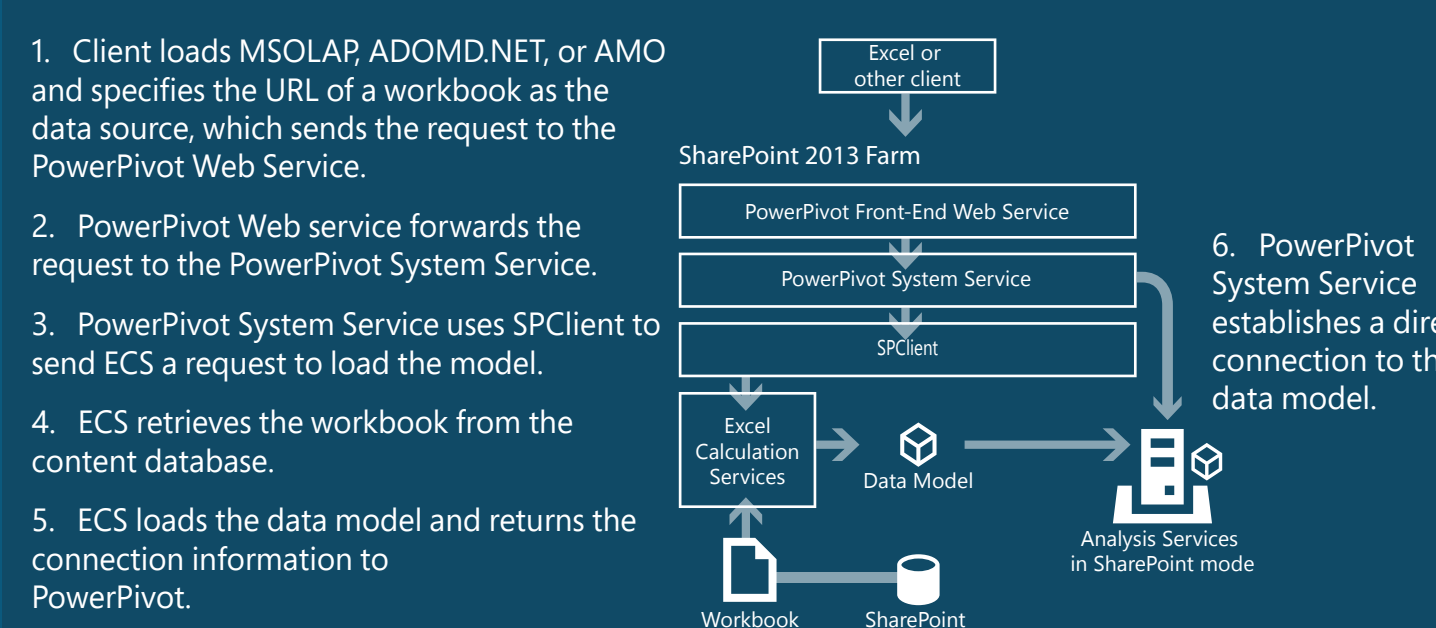 1. Client loads MSOLAP, ADOMD.NET, or AMO
and specifies the URL of a workbook as the
data source, which sends the request to the
PowerPivot Web Service.
2. PowerPivot Web service forwards the
request to the PowerPivot System Service.
3. PowerPivot System Service uses SPClient to
send ECS a request to load the model.
4. ECS retrieves the workbook from the
content database.
5. ECS loads the data model and returns the
connection information to
PowerPivot.
Excel or
other client
SharePoint 2013 Farm
PowerPivot Front-End Web Service
PowerPivot System Service
SPClient
Excel
Calculation
Services
Data Model
Workbook
SharePoint
Analysis Services
in SharePoint mode
6. PowerPivot
System Service
establishes a
connection to
data model.